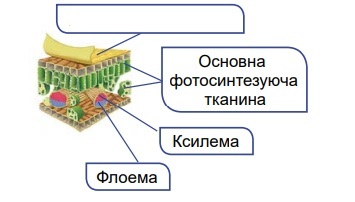 Основна
фотосинтезуюча
тканина
Ксилема
Флоема